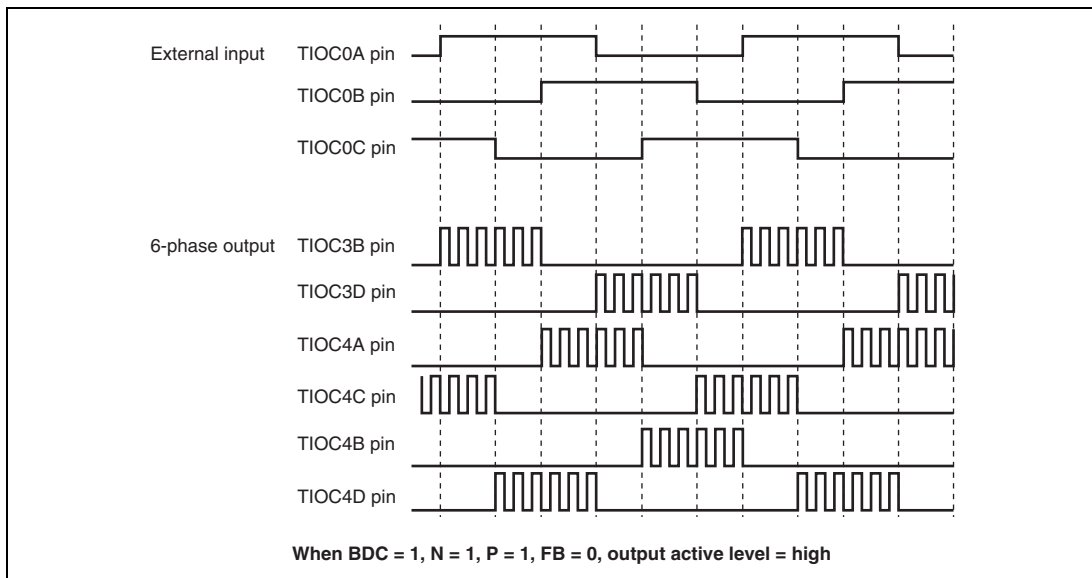 External input TIOC0A pin
TIOC0B pin
TIOC0C pin
6-phase output TIOC3B pin
TIOC3D pin
TIOC4A pin
TIOC4C pin
TIOC4B pin
TIOC4D pin
When BDC = 1, N = 1, P = 1, FB = 0, output active level = high